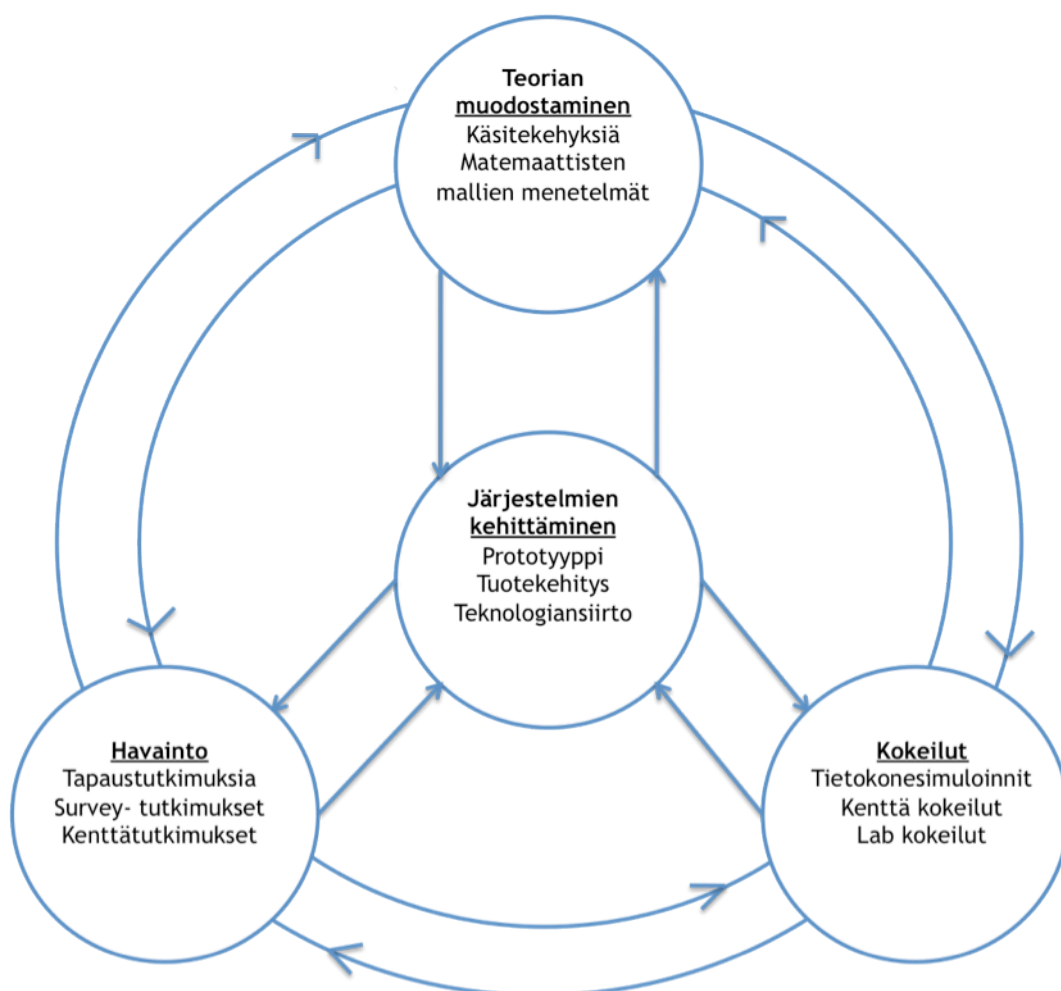 Teorian
muodostaminen
Käsitekehyksiä
Matemaattisten
mallien menetelmät
Järjestelmien
kehittäminen
Prototyyppi
Tuotekehitys
Teknologiansiirto
Havainto
Tapaustutkimuksia
Survey- tutkimukset
Kenttätutkimukset
Kokeilut
Tietokonesimuloinnit
Kenttä kokeilut
Lab kokeilut